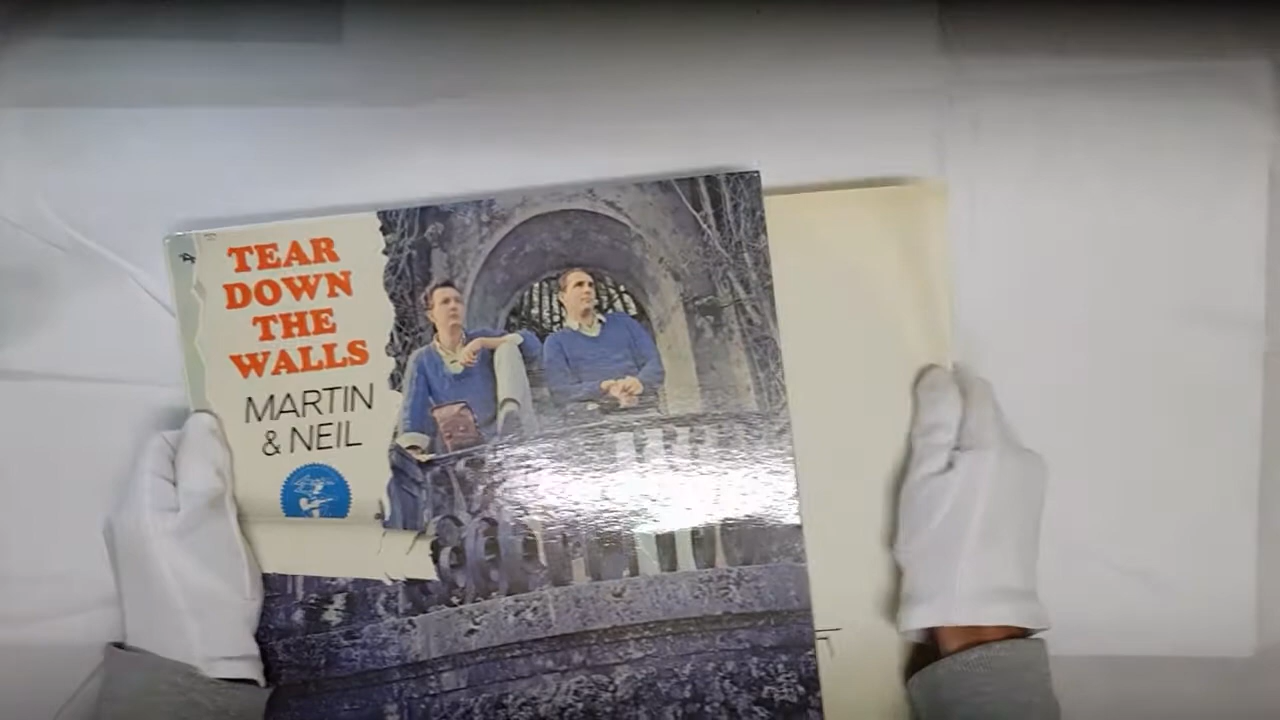 TEAR
DOWN
THE
WALLS
MARTIN
& NEIL